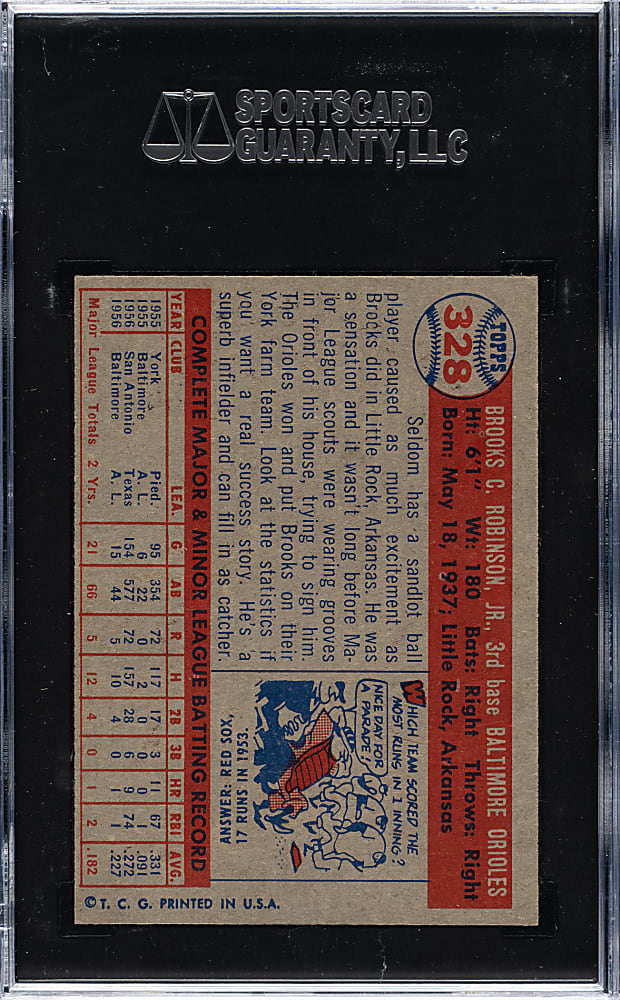 SPORTSCARD
GUARANTY, LLC
TOPPS
328
BROOKS C. ROBINSON, JR., 3rd base BALTIMORE ORIOLES
Ht: 6'1" Wt: 180 Bats: Right Throws: Right
Born: May 18, 1937; Little Rock, Arkansas
Seldom has a sandlot ball
player caused as much excitement as
Brocks did in Little Rock, Arkansas. He was
a sensation and it wasn't long before Ma-
jor League scouts were wearing grooves
in front of his house, trying to sign him.
The Orioles won and put Brooks on their
York farm team. Look at the statistics if
you want a real success story. He's a
superb infielder and can fill in as catcher
WHICH TEAM SCORED THE
MOST RUNS IN 1 INNING?
NICE DAY FOR
A PARADE!
ANSWER: RED SOX,
17 RUNS IN 1953.
COMPLETE MAJOR & MINOR LEAGUE BATTING RECORD
YEAR CLUB LEA. G AB R H 2B 3B HR RBI AVG.
1955 York Pied. 95 354 72 117 17 3 11 67 .331
1955 Baltimore A. L. 6 22 0 2 0 0 0 1 .091
1956 San Antonio Texas 154 577 72 157 28 6 9 74 .272
1956 Baltimore A. L. 15 44 5 10 4 0 1 1 .227
Major League Totals 2 Yrs. 21 66 5 12 4 0 1 2 .182
© T. C. G. PRINTED IN U.S.A.